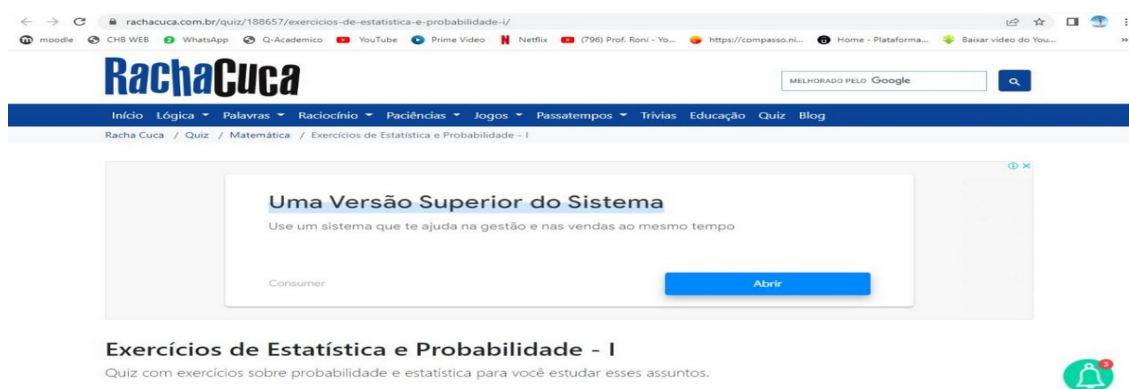 rachacuca.com.br/quiz/188657/exercicios-de-estatistica-e-probabilidade-i/
moodle CHB WEB WhatsApp Q-Academico YouTube Prime Video Netflix (796) Prof. Roni - Yo... https://compasso.ni... Home - Plataforma... Baixar vídeo do You... »
RachaCuca
MELHORADO PELO Google
Início Lógica Palavras Raciocínio Paciências Jogos Passatempos Trivias Educação Quiz Blog
Racha Cuca / Quiz / Matemática / Exercícios de Estatística e Probabilidade - I
Uma Versão Superior do Sistema
Use um sistema que te ajuda na gestão e nas vendas ao mesmo tempo
Consumer Abrir
Exercícios de Estatística e Probabilidade - I
Quiz com exercícios sobre probabilidade e estatística para você estudar esses assuntos.
3